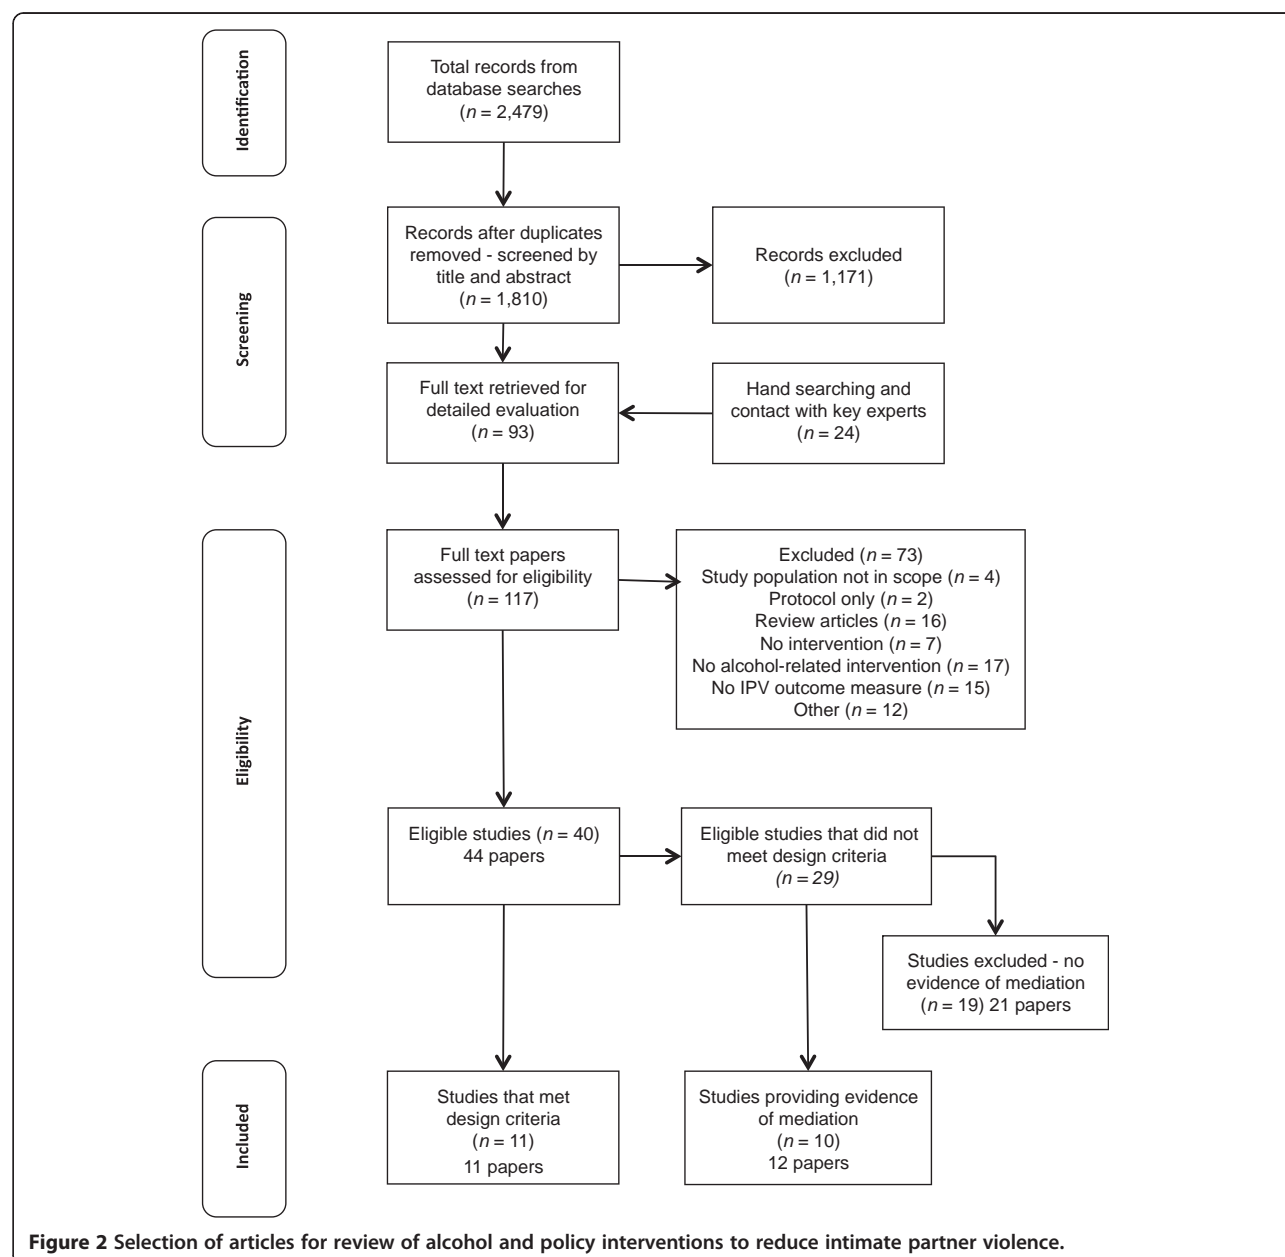 Identification
Total records from
database searches
(n = 2,479)
Screening
Records after duplicates
removed - screened by
title and abstract
(n = 1,810)
Records excluded
(n = 1,171)
Full text retrieved for
detailed evaluation
(n = 93)
Hand searching and
contact with key experts
(n = 24)
Eligibility
Full text papers
assessed for eligibility
(n = 117)
Excluded (n = 73)
Study population not in scope (n = 4)
Protocol only (n = 2)
Review articles (n = 16)
No intervention (n = 7)
No alcohol-related intervention (n = 17)
No IPV outcome measure (n = 15)
Other (n = 12)
Eligible studies (n = 40)
44 papers
Eligible studies that did not
meet design criteria
(n = 29)
Studies excluded - no
evidence of mediation
(n = 19) 21 papers
Included
Studies that met
design criteria
(n = 11)
11 papers
Studies providing evidence
of mediation
(n = 10)
12 papers
Figure 2 Selection of articles for review of alcohol and policy interventions to reduce intimate partner violence.